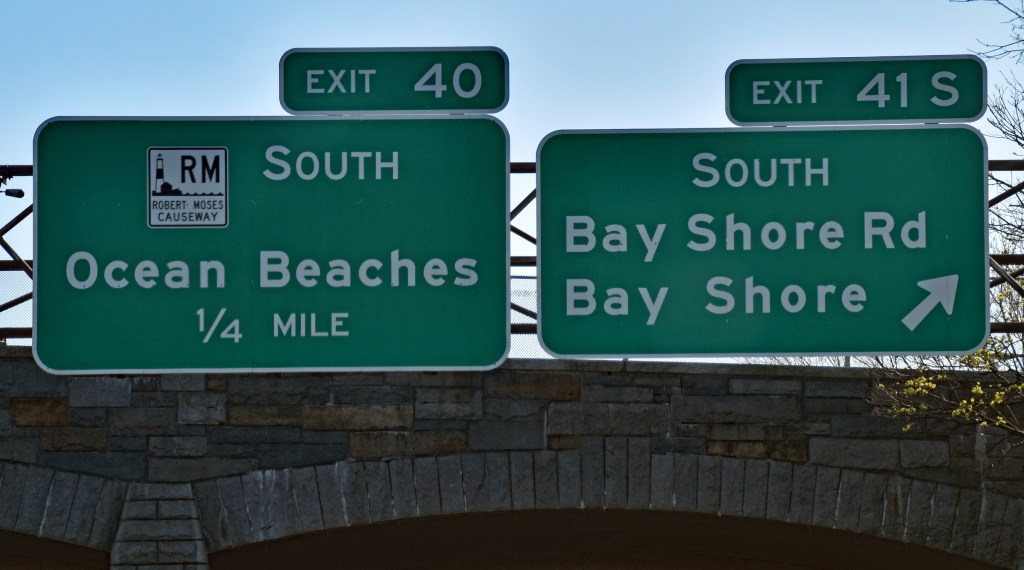 EXIT 40
RM
ROBERT MOSES
CAUSEWAY
SOUTH
Ocean Beaches
1/4 MILE
EXIT 41 S
SOUTH
Bay Shore Rd
Bay Shore